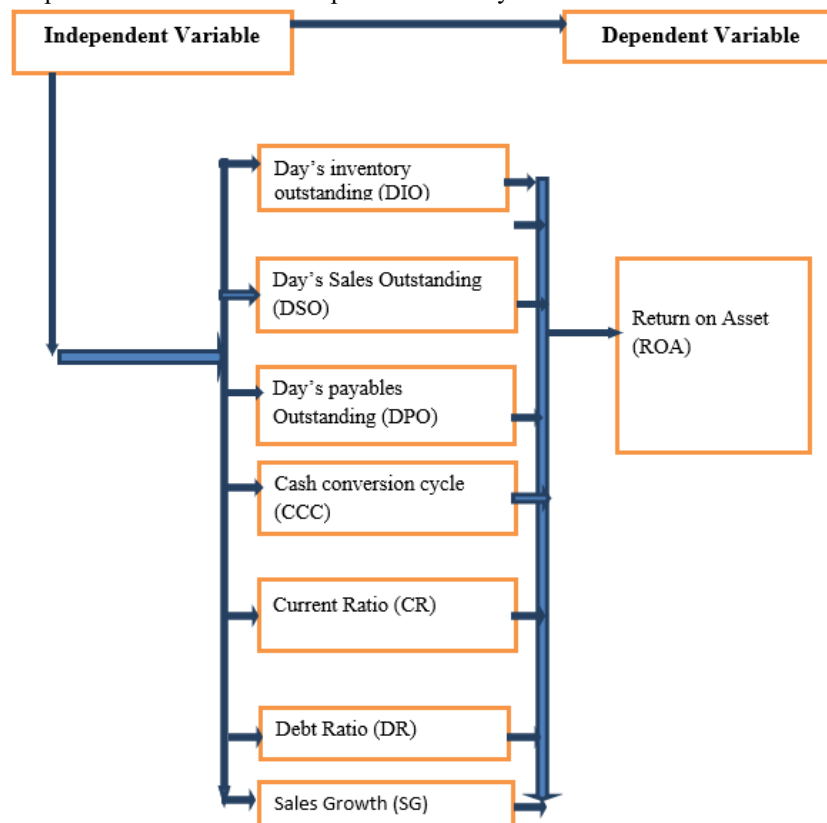 Independent Variable
Dependent Variable
Day's inventory
outstanding (DIO)
Day's Sales Outstanding
(DSO)
Day's payables
Outstanding (DPO)
Cash conversion cycle
(CCC)
Current Ratio (CR)
Debt Ratio (DR)
Sales Growth (SG)
Return on Asset
(ROA)